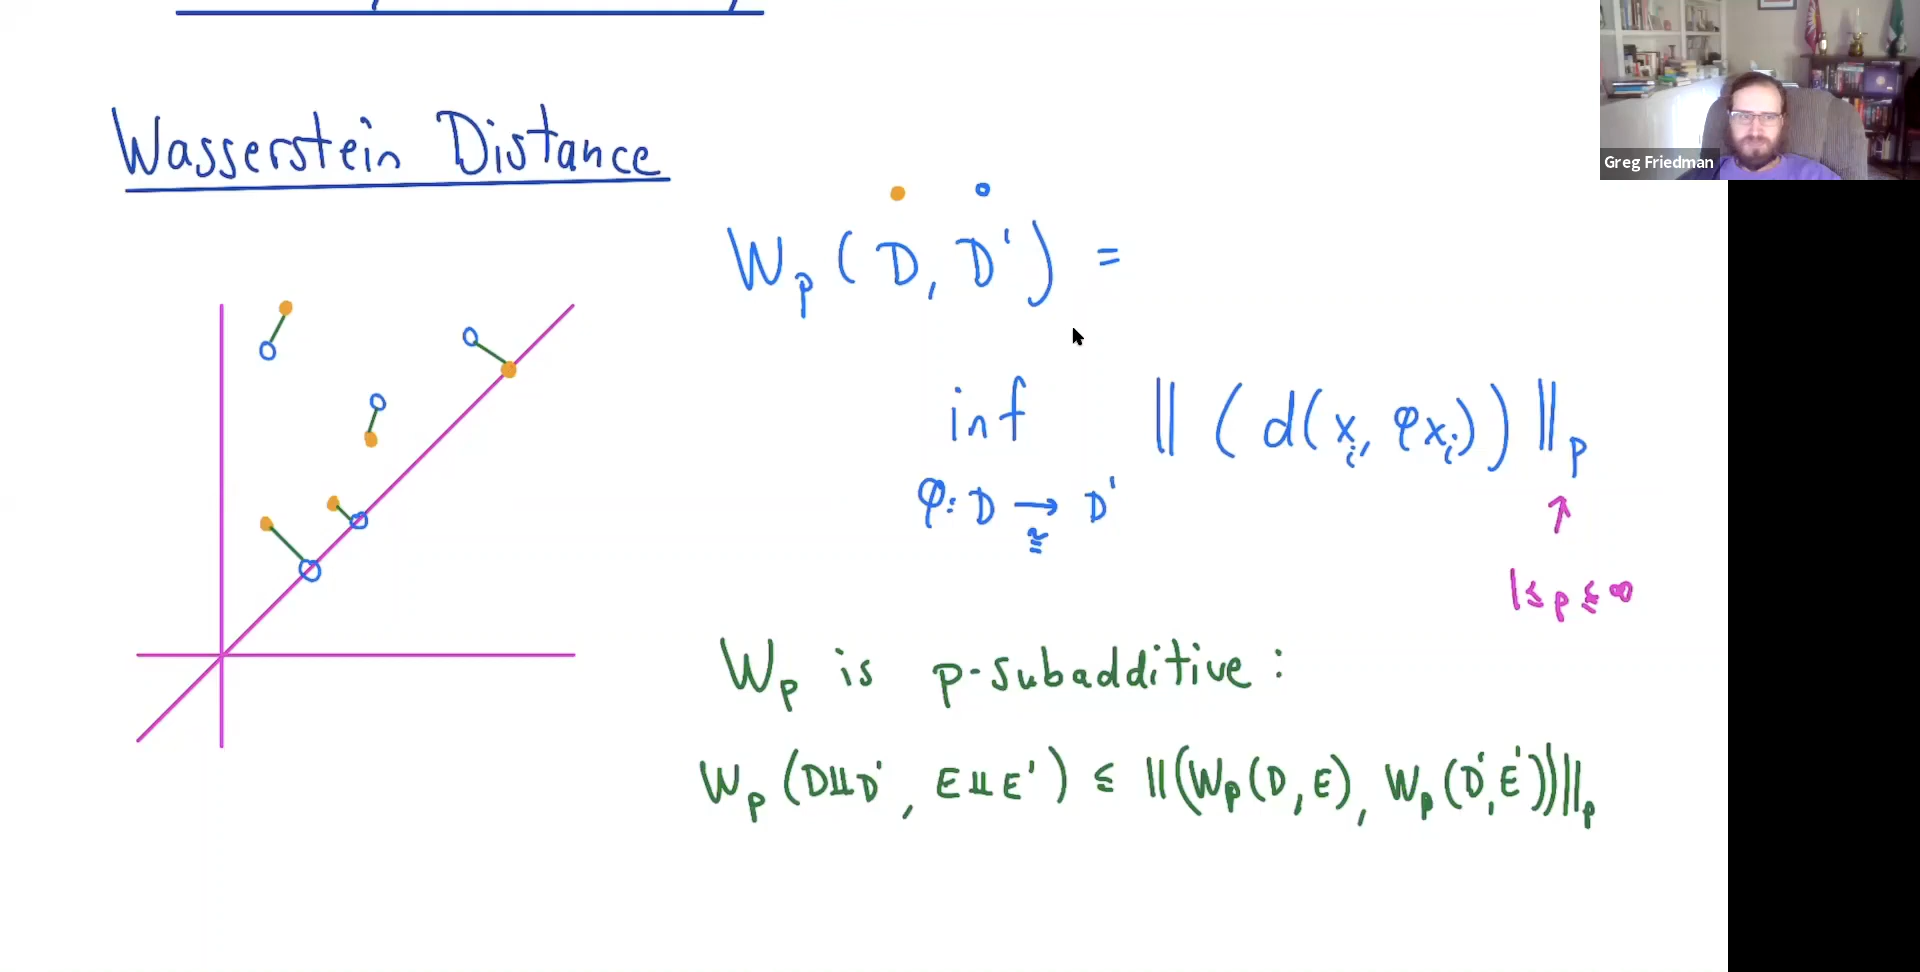 Wasserstein Distance
Greg Friedman
W_p ( D, D' ) =
inf || ( d( x_i, φx_i ) ) ||_p
φ: D → D'
≅
↑
1 ≤ p ≤ ∞
W_p is p-subadditive :
W_p (D⨿D' , E⨿E') ≤ ||(W_p(D,E), W_p(D',E'))||_p